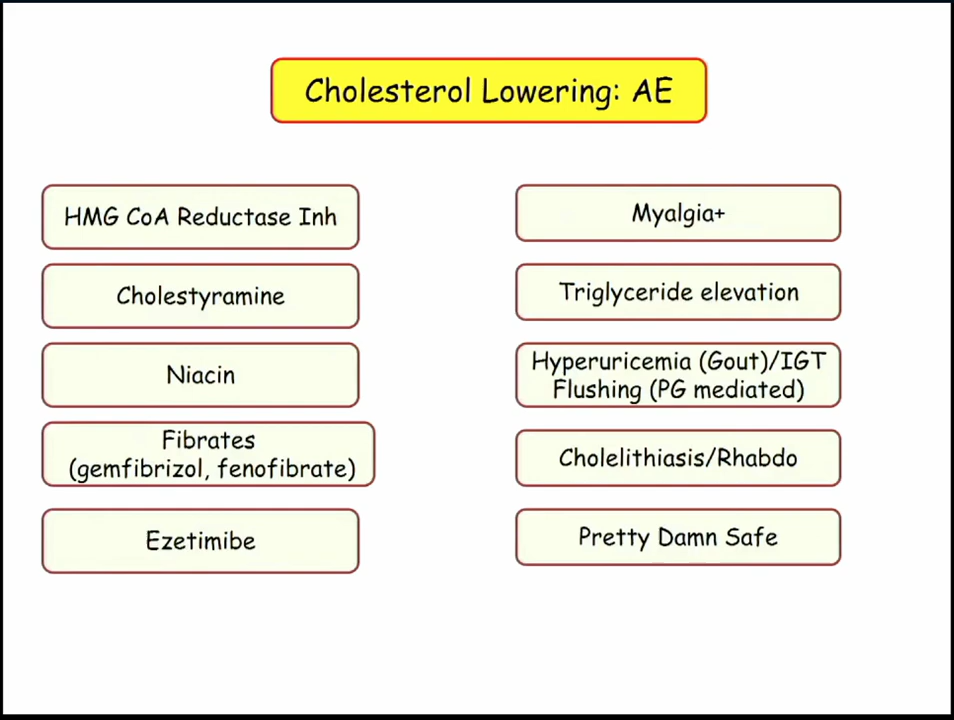 Cholesterol Lowering: AE
HMG CoA Reductase Inh
Myalgia+
Cholestyramine
Triglyceride elevation
Niacin
Hyperuricemia (Gout)/IGT
Flushing (PG mediated)
Fibrates
(gemfibrizol, fenofibrate)
Cholelithiasis/Rhabdo
Ezetimibe
Pretty Damn Safe